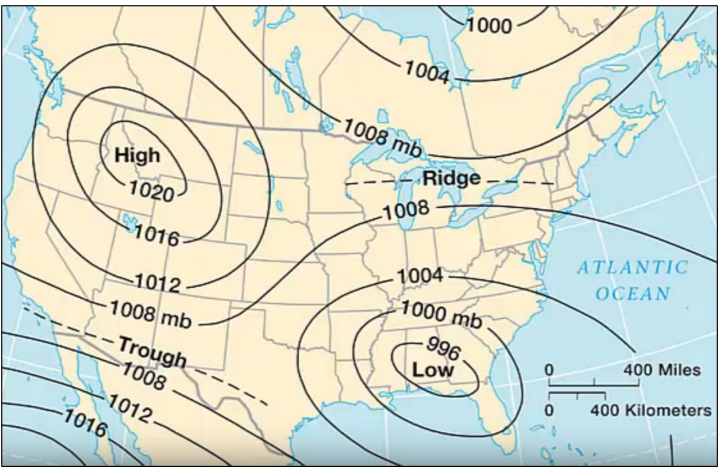 1000
1004
1008 mb
High
1020
Ridge
1008
1016
1012
1004
1008 mb
1000 mb
996
Low
ATLANTIC
OCEAN
Trough
1008
1012
1016
0 400 Miles
0 400 Kilometers